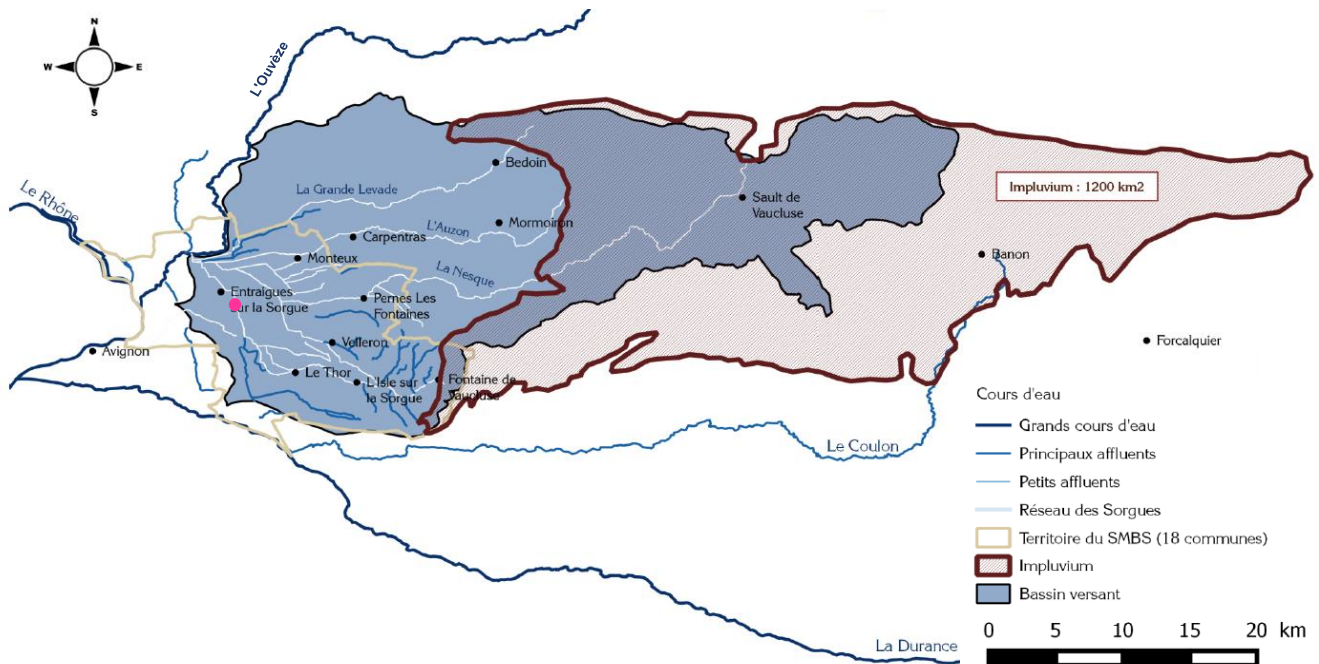 N
W
E
S
L'Ouvèze
Le Rhône
Bedoin
La Grande Levade
Impluvium : 1200 km2
Sault de
Vaucluse
Mormoiron
L'Auzon
Carpentras
Monteux
La Nesque
Banon
Entraigues
sur la Sorgue
Pernes Les
Fontaines
Avignon
Velleron
Forcalquier
Le Thor
L'Isle sur
la Sorgue
Fontaine de
Vaucluse
Le Coulon
La Durance
Cours d'eau
Grands cours d'eau
Principaux affluents
Petits affluents
Réseau des Sorgues
Territoire du SMBS (18 communes)
Impluvium
Bassin versant
0 5 10 15 20 km